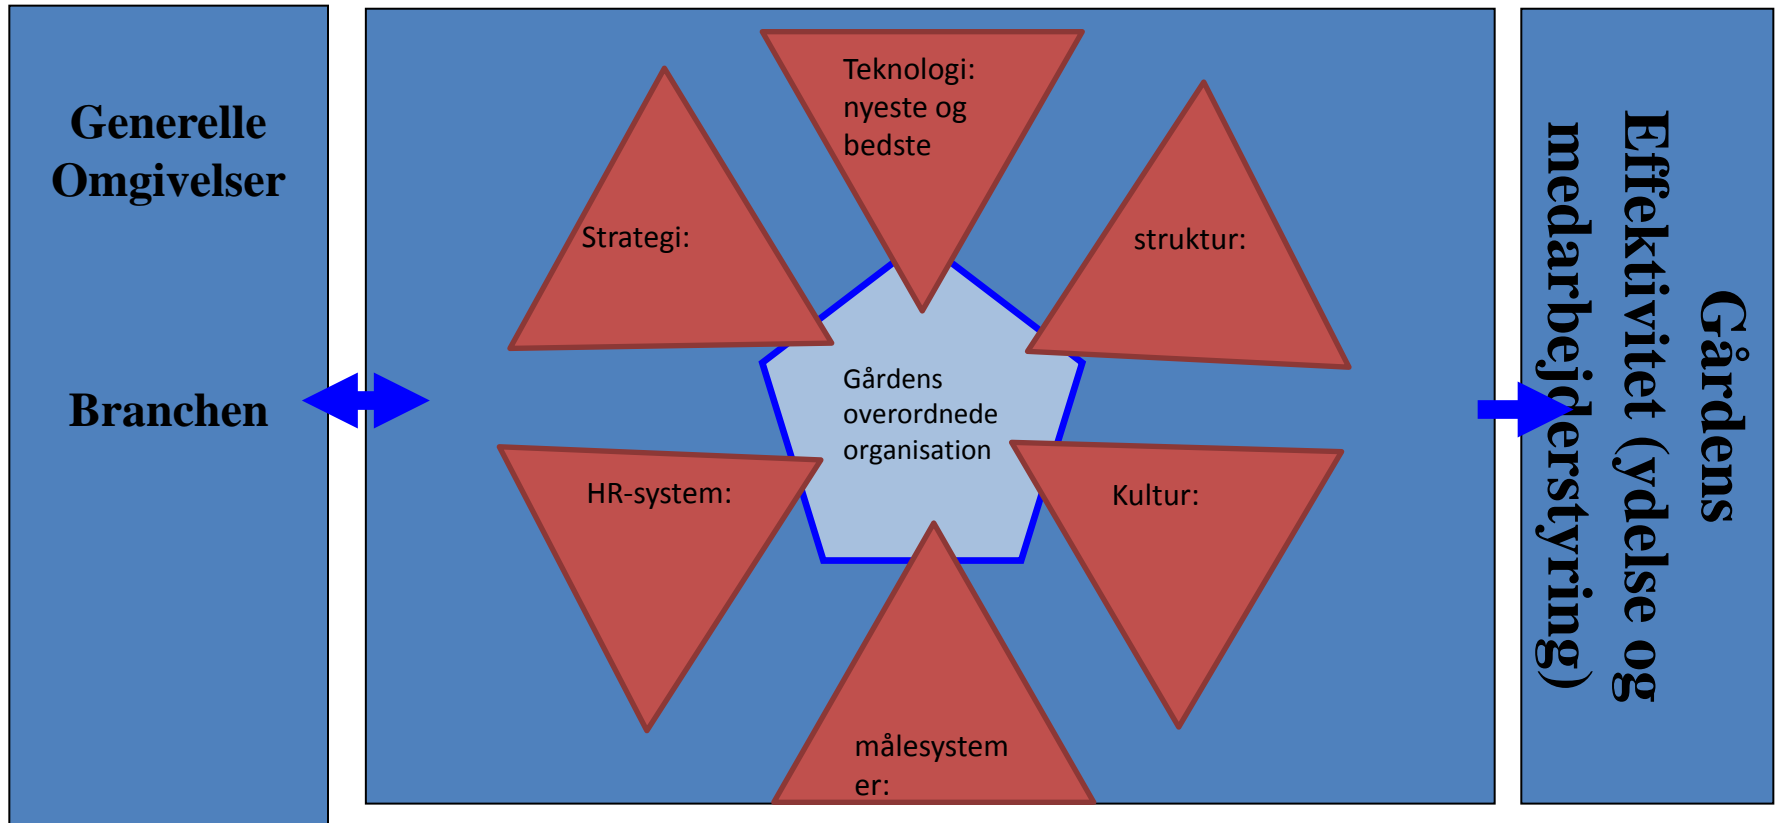 Generelle
Omgivelser
Branchen
Teknologi:
nyeste og
bedste
Strategi:
struktur:
Gårdens
overordnede
organisation
HR-system:
Kultur:
målesystem
er:
Gårdens
Effektivitet (ydelse og
medarbejderstyring)